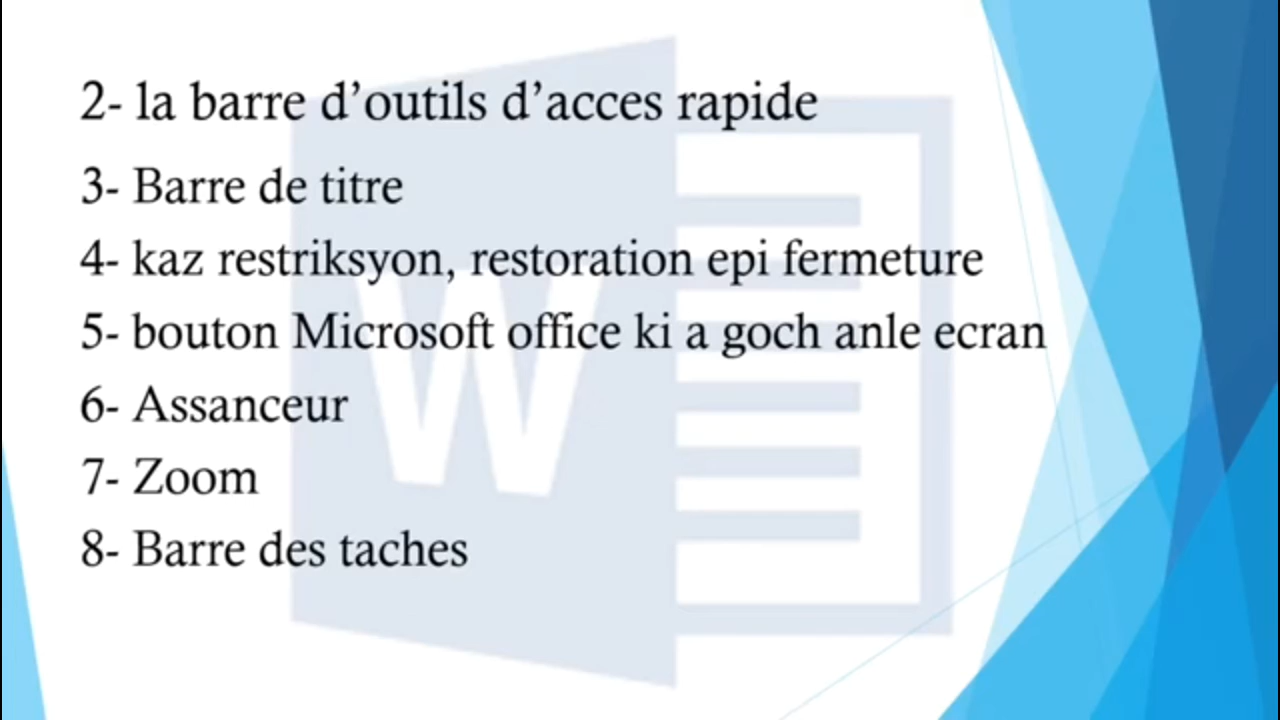 2- la barre d’outils d’acces rapide
3- Barre de titre
4- kaz restriksyon, restoration epi fermeture
5- bouton Microsoft office ki a goch anle ecran
6- Assanceur
7- Zoom
8- Barre des taches
W